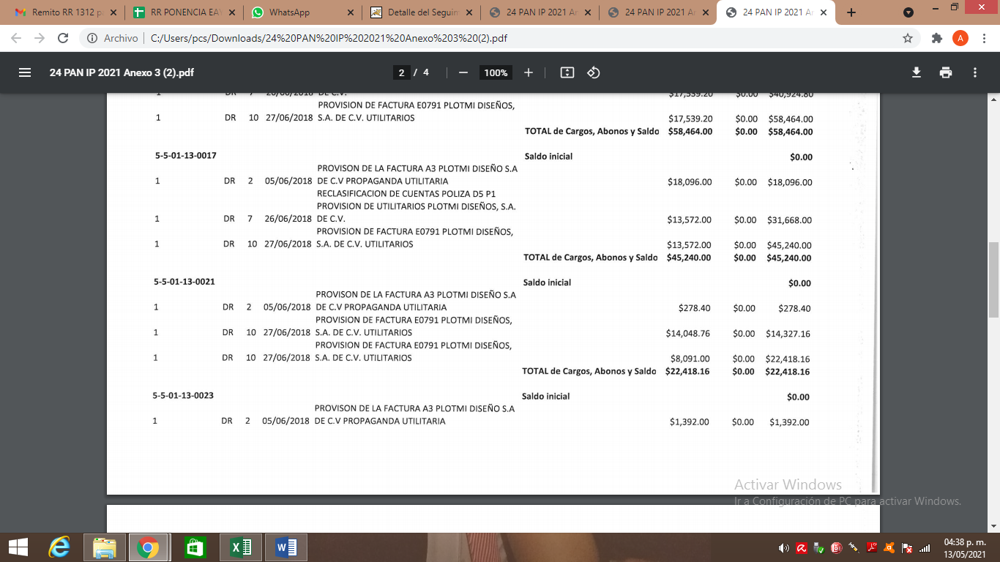 Remito RR 1312 pa
RR PONENCIA EAY
WhatsApp
Detalle del Seguim
24 PAN IP 2021 An
24 PAN IP 2021 An
24 PAN IP 2021 An
Archivo | C:/Users/pcs/Downloads/24%20PAN%20IP%202021%20Anexo%203%20(2).pdf
A
24 PAN IP 2021 Anexo 3 (2).pdf
2 / 4
100%
1 DR 7 26/06/2018 DE C.V. $17,539.20 $0.00 $40,924.80
PROVISION DE FACTURA E0791 PLOTMI DISEÑOS,
1 DR 10 27/06/2018 S.A. DE C.V. UTILITARIOS $17,539.20 $0.00 $58,464.00
TOTAL de Cargos, Abonos y Saldo $58,464.00 $0.00 $58,464.00
5-5-01-13-0017 Saldo inicial $0.00
PROVISON DE LA FACTURA A3 PLOTMI DISEÑO S.A
1 DR 2 05/06/2018 DE C.V PROPAGANDA UTILITARIA $18,096.00 $0.00 $18,096.00
RECLASIFICACION DE CUENTAS POLIZA D5 P1
PROVISION DE UTILITARIOS PLOTMI DISEÑOS, S.A.
1 DR 7 26/06/2018 DE C.V. $13,572.00 $0.00 $31,668.00
PROVISION DE FACTURA E0791 PLOTMI DISEÑOS,
1 DR 10 27/06/2018 S.A. DE C.V. UTILITARIOS $13,572.00 $0.00 $45,240.00
TOTAL de Cargos, Abonos y Saldo $45,240.00 $0.00 $45,240.00
5-5-01-13-0021 Saldo inicial $0.00
PROVISON DE LA FACTURA A3 PLOTMI DISEÑO S.A
1 DR 2 05/06/2018 DE C.V PROPAGANDA UTILITARIA $278.40 $0.00 $278.40
PROVISION DE FACTURA E0791 PLOTMI DISEÑOS,
1 DR 10 27/06/2018 S.A. DE C.V. UTILITARIOS $14,048.76 $0.00 $14,327.16
PROVISION DE FACTURA E0791 PLOTMI DISEÑOS,
1 DR 10 27/06/2018 S.A. DE C.V. UTILITARIOS $8,091.00 $0.00 $22,418.16
TOTAL de Cargos, Abonos y Saldo $22,418.16 $0.00 $22,418.16
5-5-01-13-0023 Saldo inicial $0.00
PROVISON DE LA FACTURA A3 PLOTMI DISEÑO S.A
1 DR 2 05/06/2018 DE C.V PROPAGANDA UTILITARIA $1,392.00 $0.00 $1,392.00
Activar Windows
Ir a Configuración de PC para activar Windows.
04:38 p. m.
13/05/2021